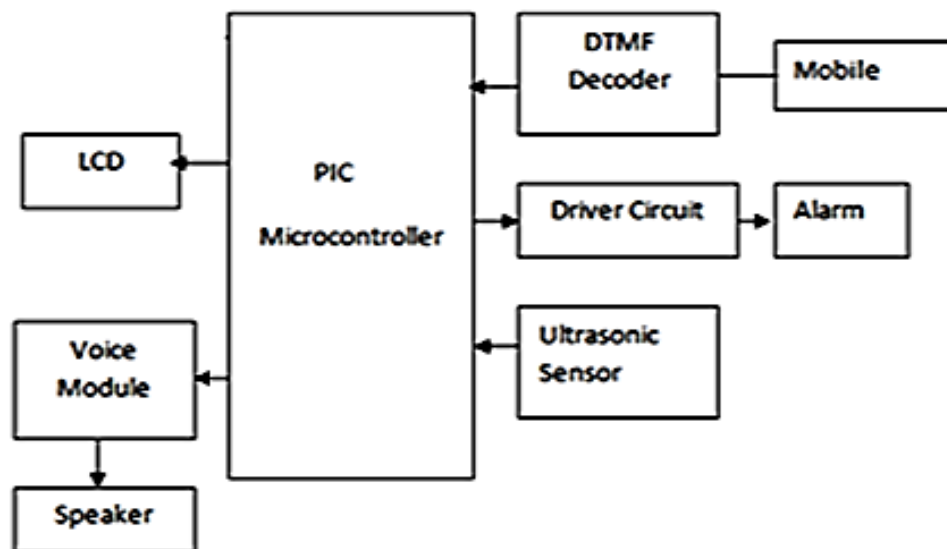 DTMF
Decoder
Mobile
LCD
PIC
Microcontroller
Driver Circuit
Alarm
Voice
Module
Ultrasonic
Sensor
Speaker